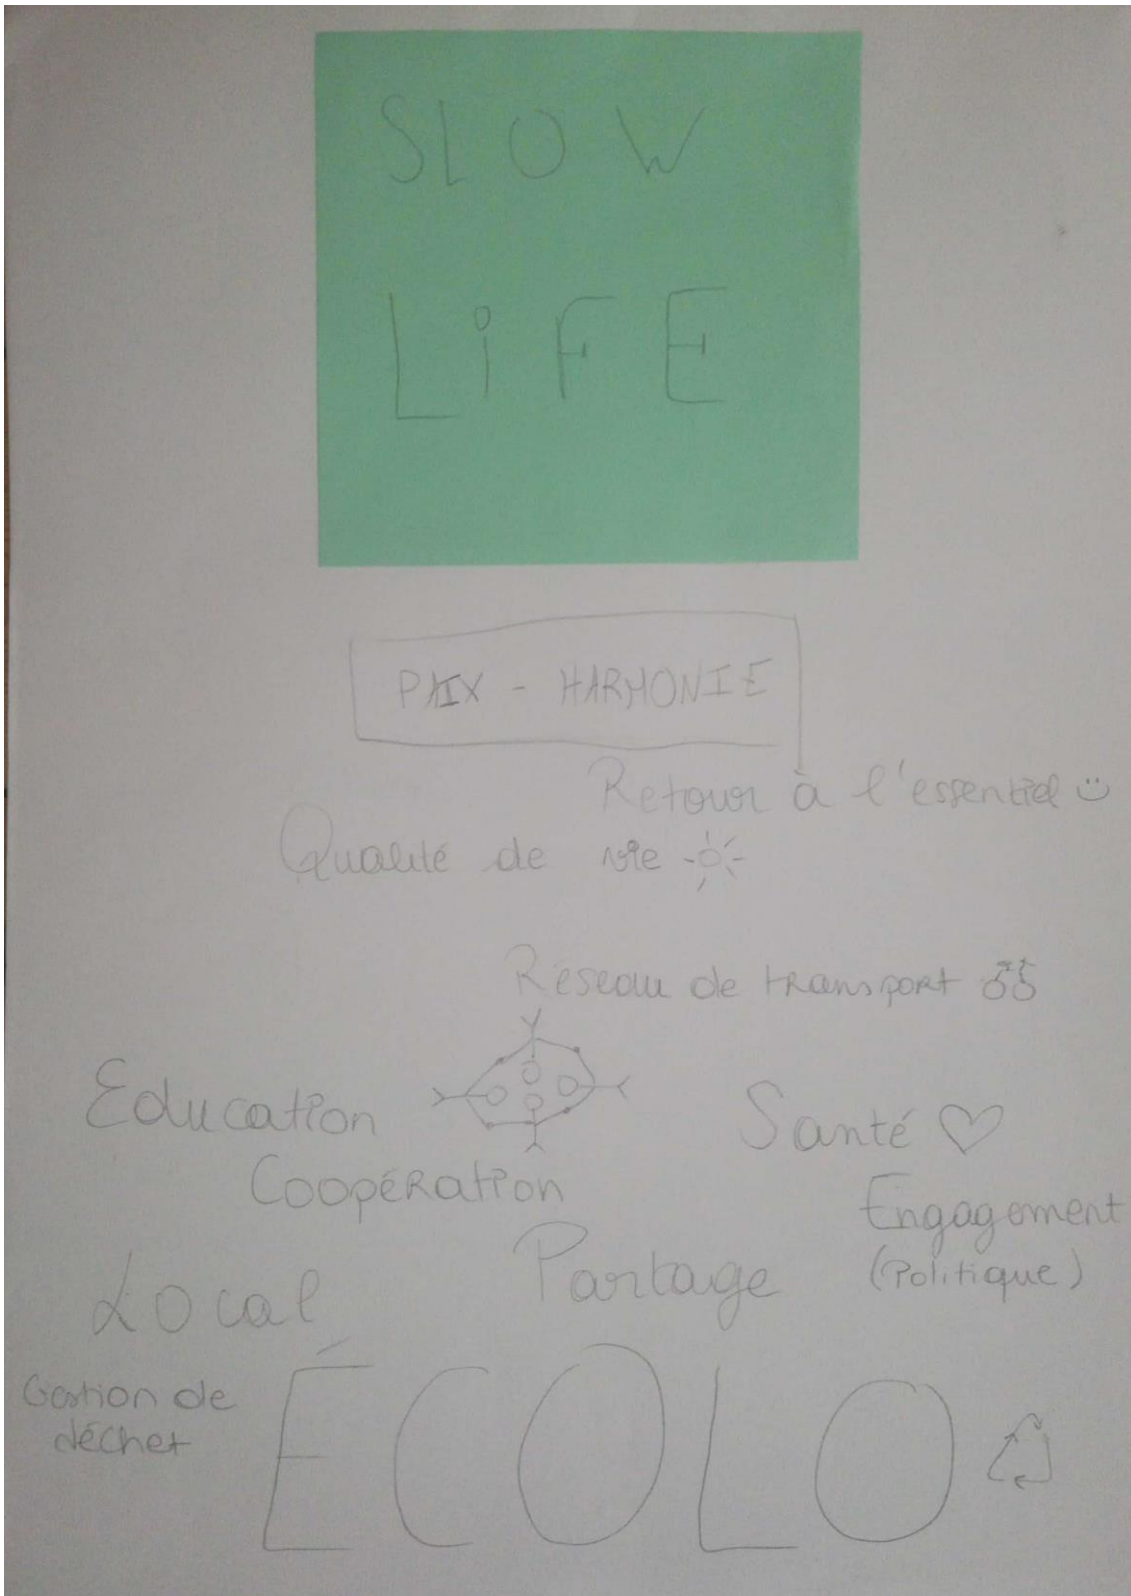 SLOW
LiFE
PAIX - HARMONIE
Retour à l'essentiel
Qualité de vie
Réseau de transport
Education
Santé
Coopération
Engagement
(Politique)
Partage
Local
Gestion de
déchet
ÉCOLO